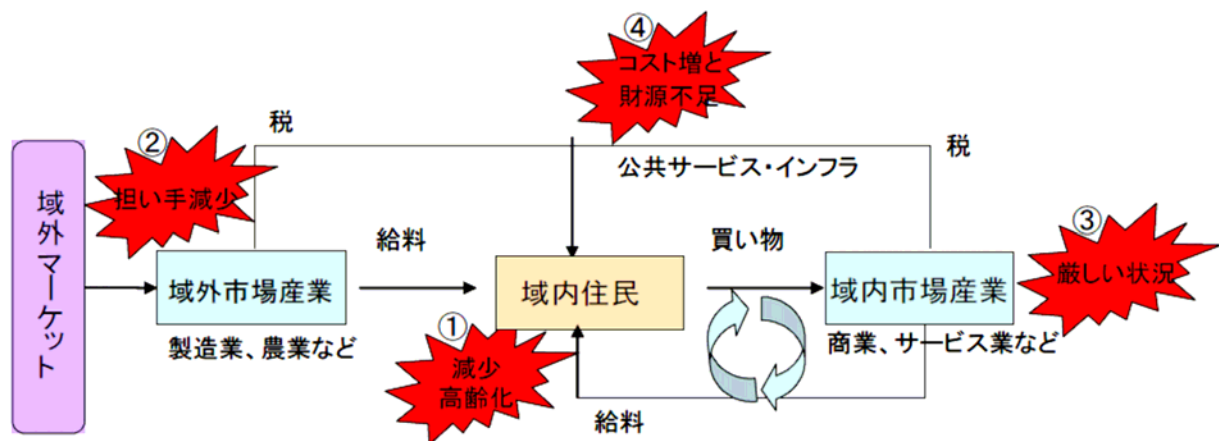 ④
コスト増と
財源不足
税
税
②
公共サービス・インフラ
担い手減少
域外マーケット
給料
買い物
③
域外市場産業
域内住民
域内市場産業
厳しい状況
製造業、農業など
①
商業、サービス業など
減少
高齢化
給料